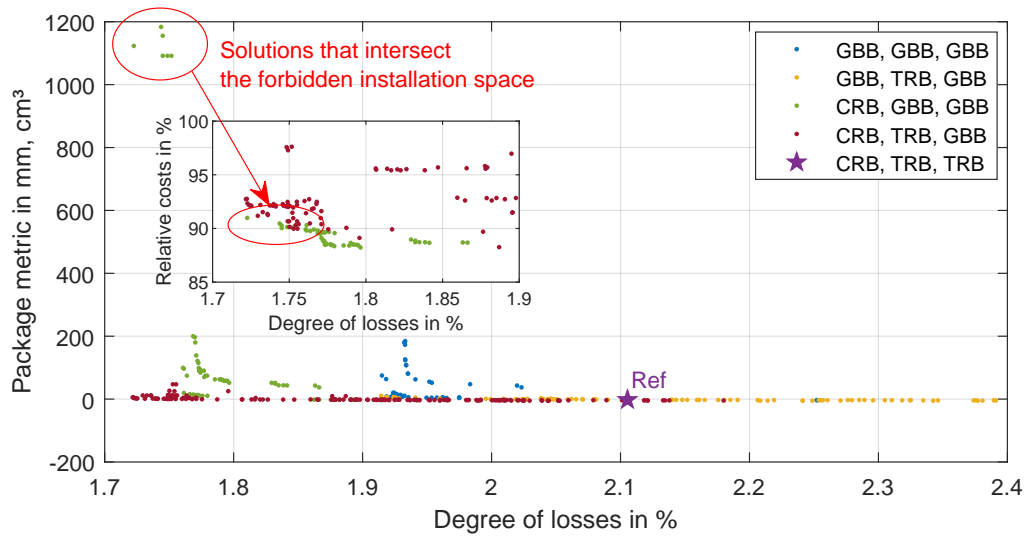 1200
1000
800
600
400
200
0
-200
Package metric in mm, cm³
1.7
1.8
1.9
2
2.1
2.2
2.3
2.4
Degree of losses in %
Solutions that intersect
the forbidden installation space
100
95
90
85
Relative costs in %
1.7
1.75
1.8
1.85
1.9
Degree of losses in %
Ref
GBB, GBB, GBB
GBB, TRB, GBB
CRB, GBB, GBB
CRB, TRB, GBB
CRB, TRB, TRB